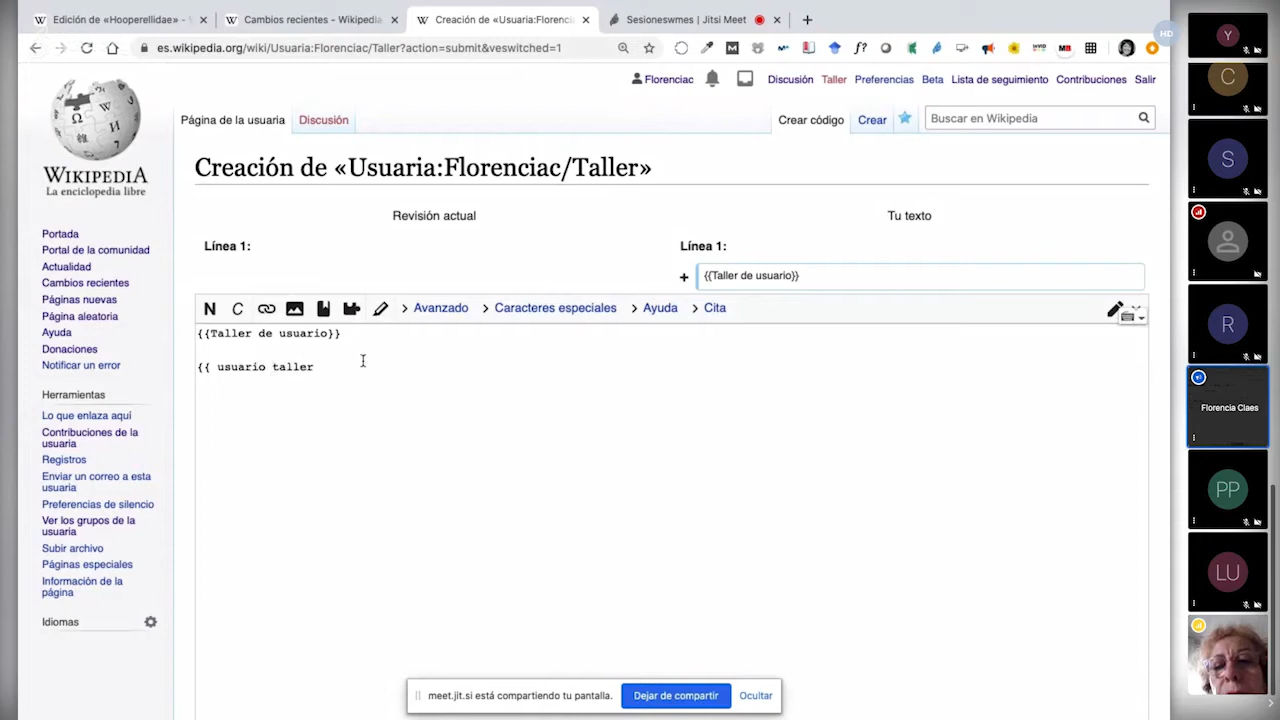 Edición de «Hooperellidae» -
Cambios recientes - Wikipedia
Creación de «Usuaria:Florenci
Sesioneswmes | Jitsi Meet
es.wikipedia.org/wiki/Usuaria:Florenciac/Taller?action=submit&veswitched=1
HD
Florenciac
Discusión
Taller
Preferencias
Beta
Lista de seguimiento
Contribuciones
Salir
Página de la usuaria
Discusión
Crear código
Crear
Buscar en Wikipedia
WIKIPEDIA
La enciclopedia libre
Creación de «Usuaria:Florenciac/Taller»
Revisión actual
Tu texto
Línea 1:
Línea 1:
+ {{Taller de usuario}}
N C > Avanzado > Caracteres especiales > Ayuda > Cita
{{Taller de usuario}}
{{ usuario taller
Portada
Portal de la comunidad
Actualidad
Cambios recientes
Páginas nuevas
Página aleatoria
Ayuda
Donaciones
Notificar un error
Herramientas
Lo que enlaza aquí
Contribuciones de la
usuaria
Registros
Enviar un correo a esta
usuaria
Preferencias de silencio
Ver los grupos de la
usuaria
Subir archivo
Páginas especiales
Información de la
página
Idiomas
meet.jit.si está compartiendo tu pantalla.
Dejar de compartir
Ocultar
Y
C
S
R
Florencia Claes
PP
LU